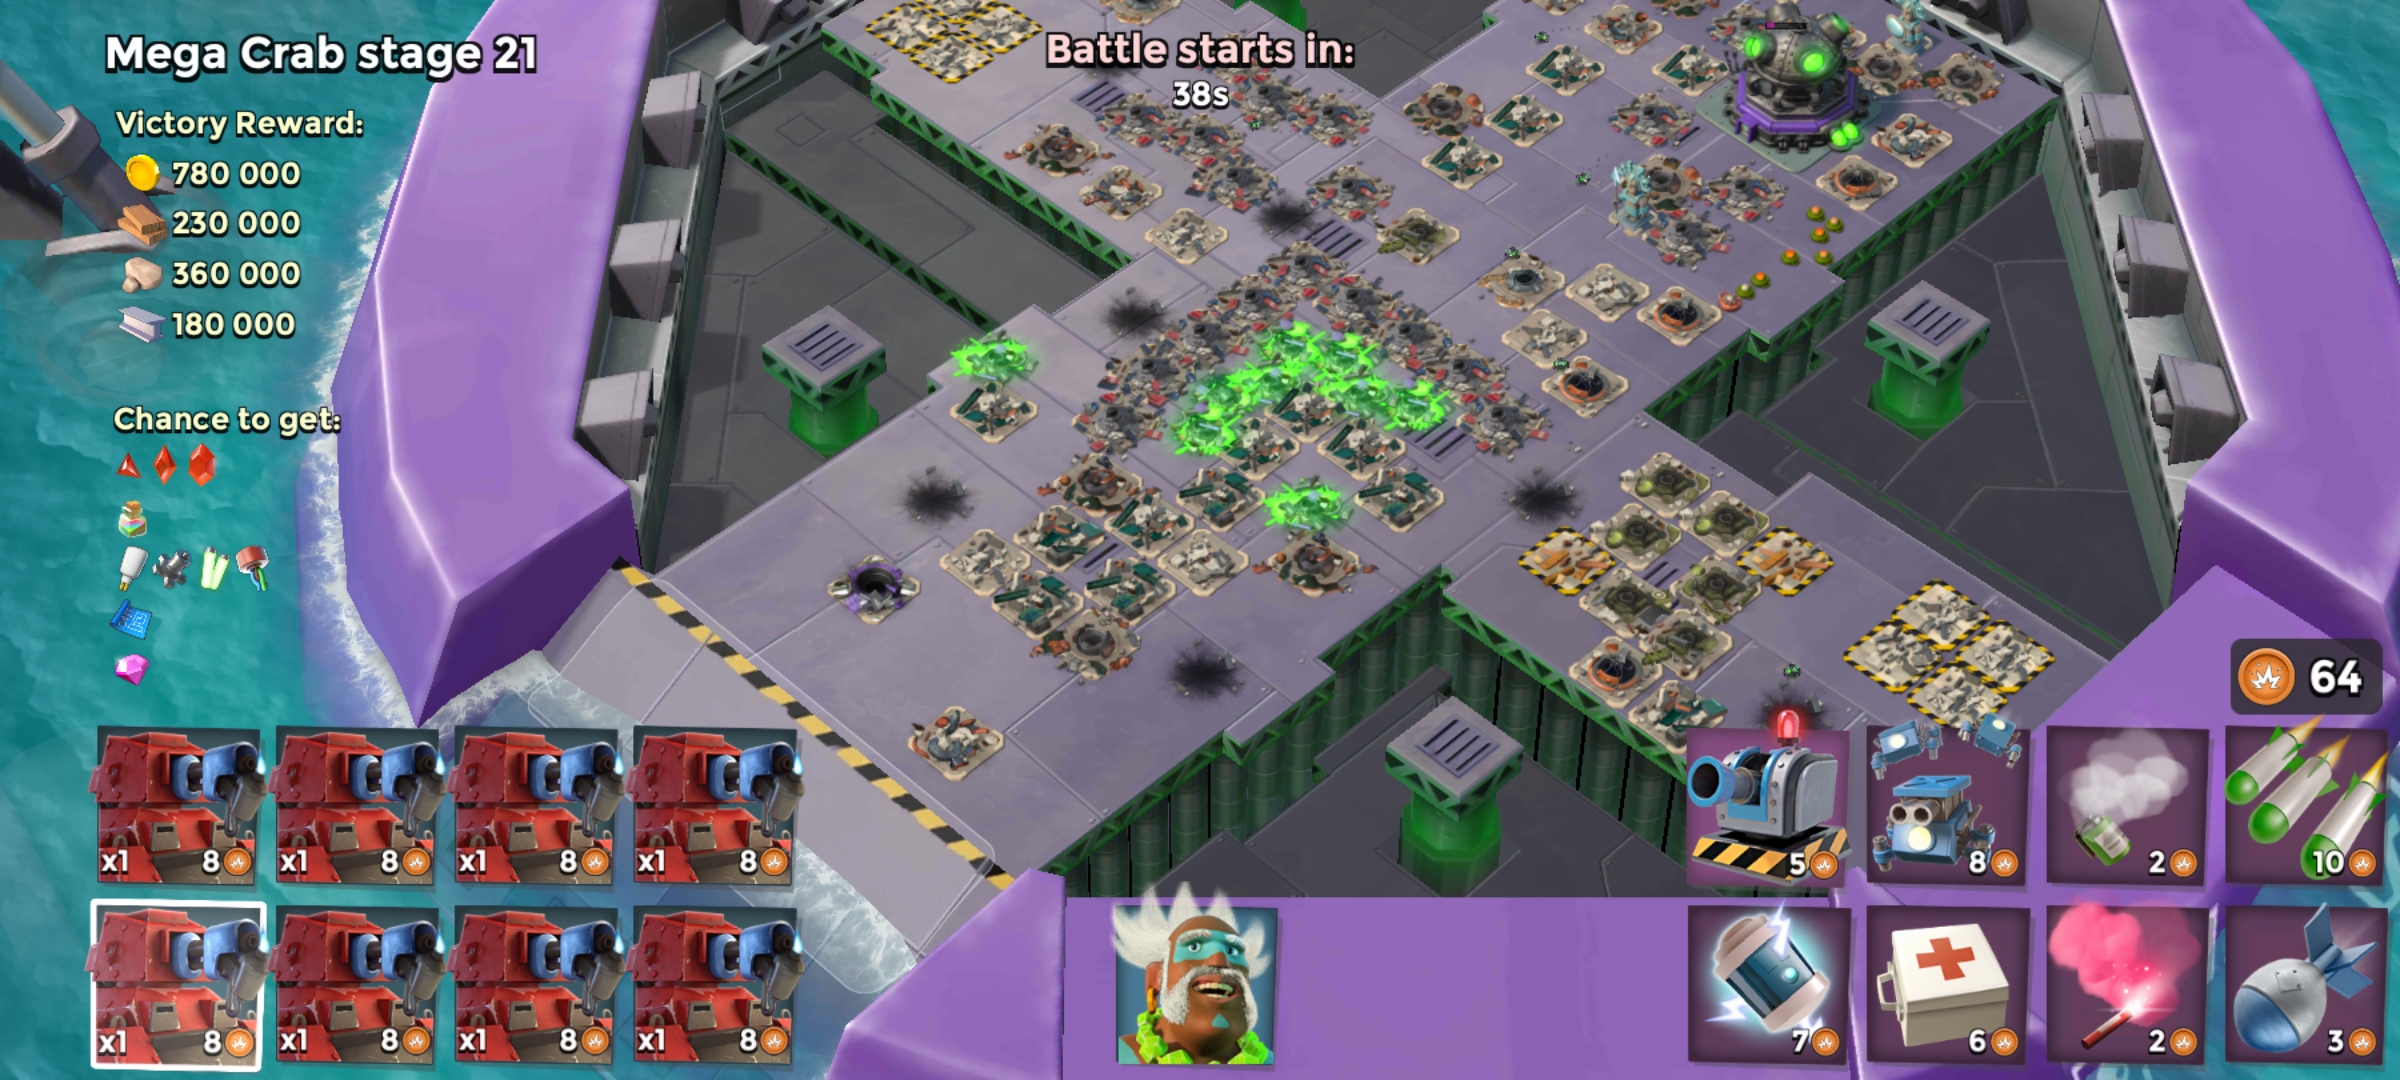 Mega Crab stage 21
Battle starts in:
38s
Victory Reward:
780 000
230 000
360 000
180 000
Chance to get:
64
x1 8
x1 8
x1 8
x1 8
5
8
2
10
x1 8
x1 8
x1 8
x1 8
7
6
2
3